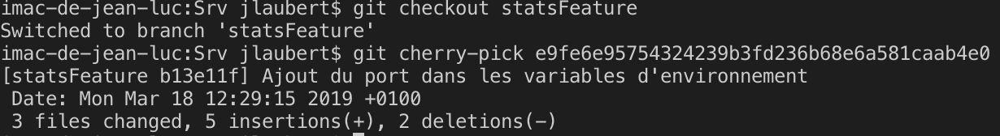 imac-de-jean-luc:Srv jlaubert$ git checkout statsFeature
Switched to branch 'statsFeature'
imac-de-jean-luc:Srv jlaubert$ git cherry-pick e9fe6e95754324239b3fd236b68e6a581caab4e0
[statsFeature b13e11f] Ajout du port dans les variables d'environnement
 Date: Mon Mar 18 12:29:15 2019 +0100
 3 files changed, 5 insertions(+), 2 deletions(-)